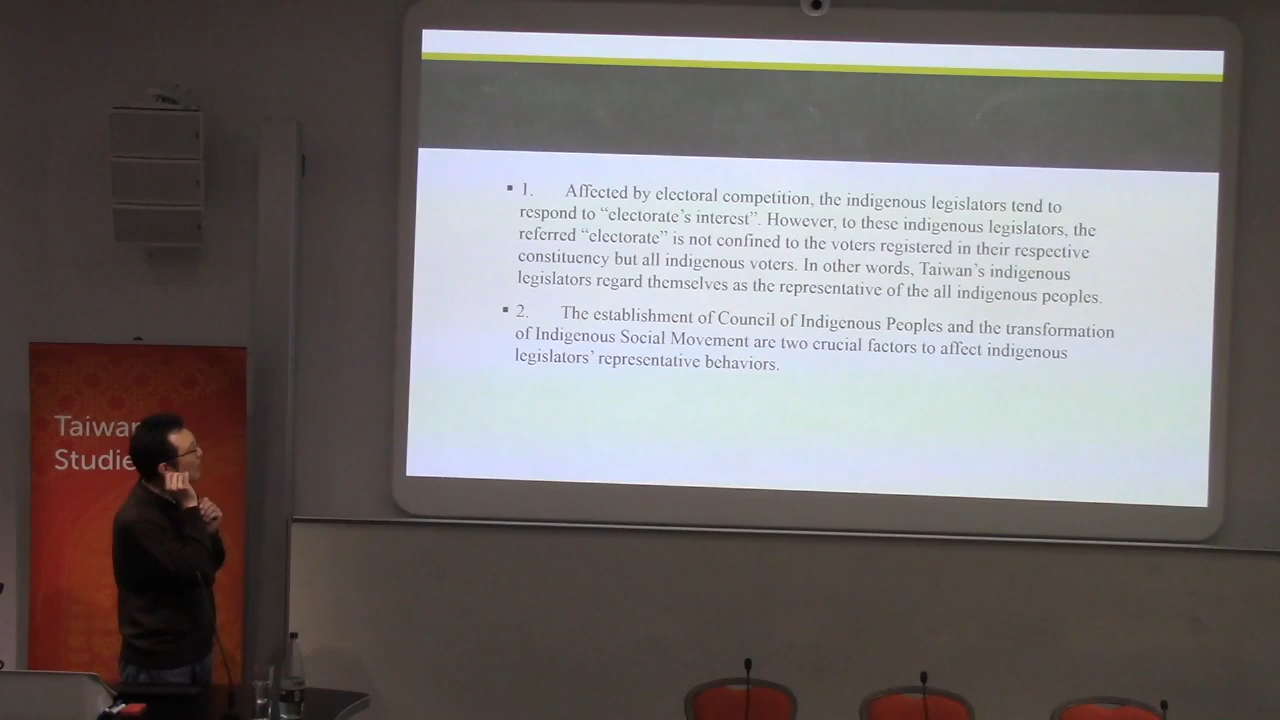 ▪ 1. Affected by electoral competition, the indigenous legislators tend to
respond to “electorate’s interest”. However, to these indigenous legislators, the
referred “electorate” is not confined to the voters registered in their respective
constituency but all indigenous voters. In other words, Taiwan’s indigenous
legislators regard themselves as the representative of the all indigenous peoples.
▪ 2. The establishment of Council of Indigenous Peoples and the transformation
of Indigenous Social Movement are two crucial factors to affect indigenous
legislators’ representative behaviors.
Taiwan
Studies